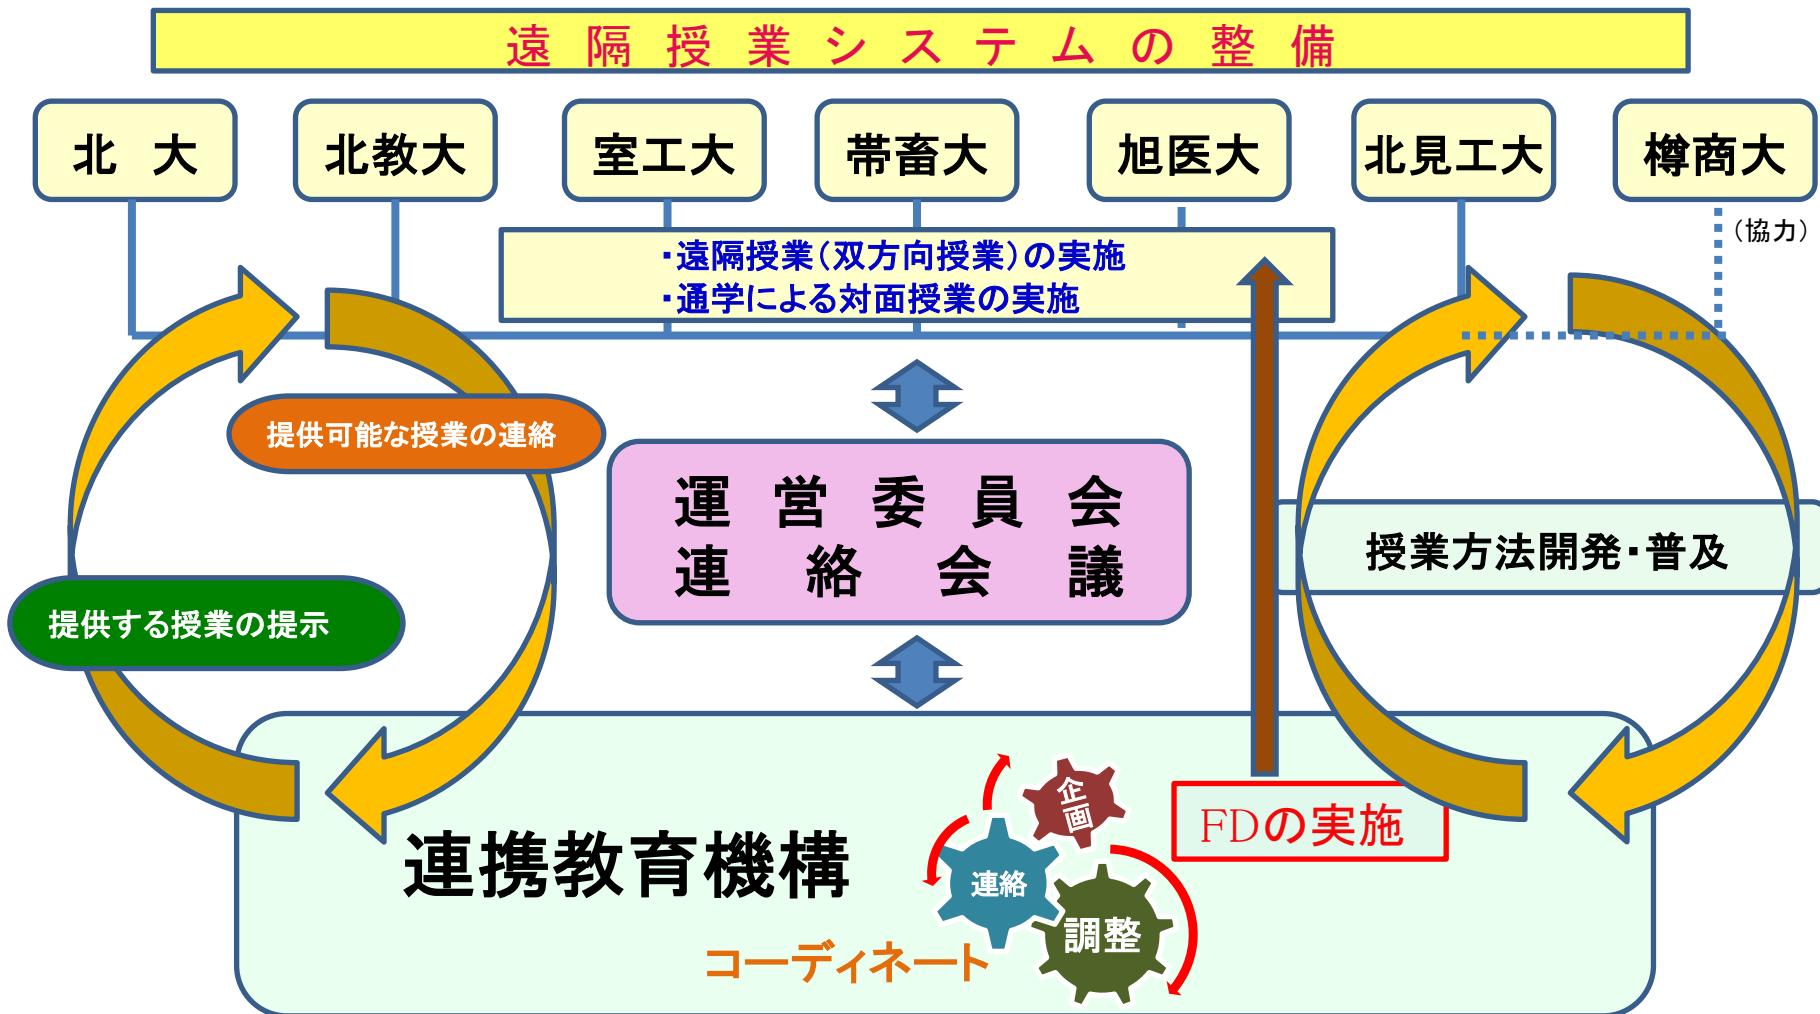 遠隔授業システムの整備
北大
北教大
室工大
帯畜大
旭医大
北見工大
樽商大
（協力）
・遠隔授業（双方向授業）の実施
・通学による対面授業の実施
提供可能な授業の連絡
運営委員会
連絡会議
授業方法開発・普及
提供する授業の提示
企画
FDの実施
連携教育機構
連絡
調整
コーディネート